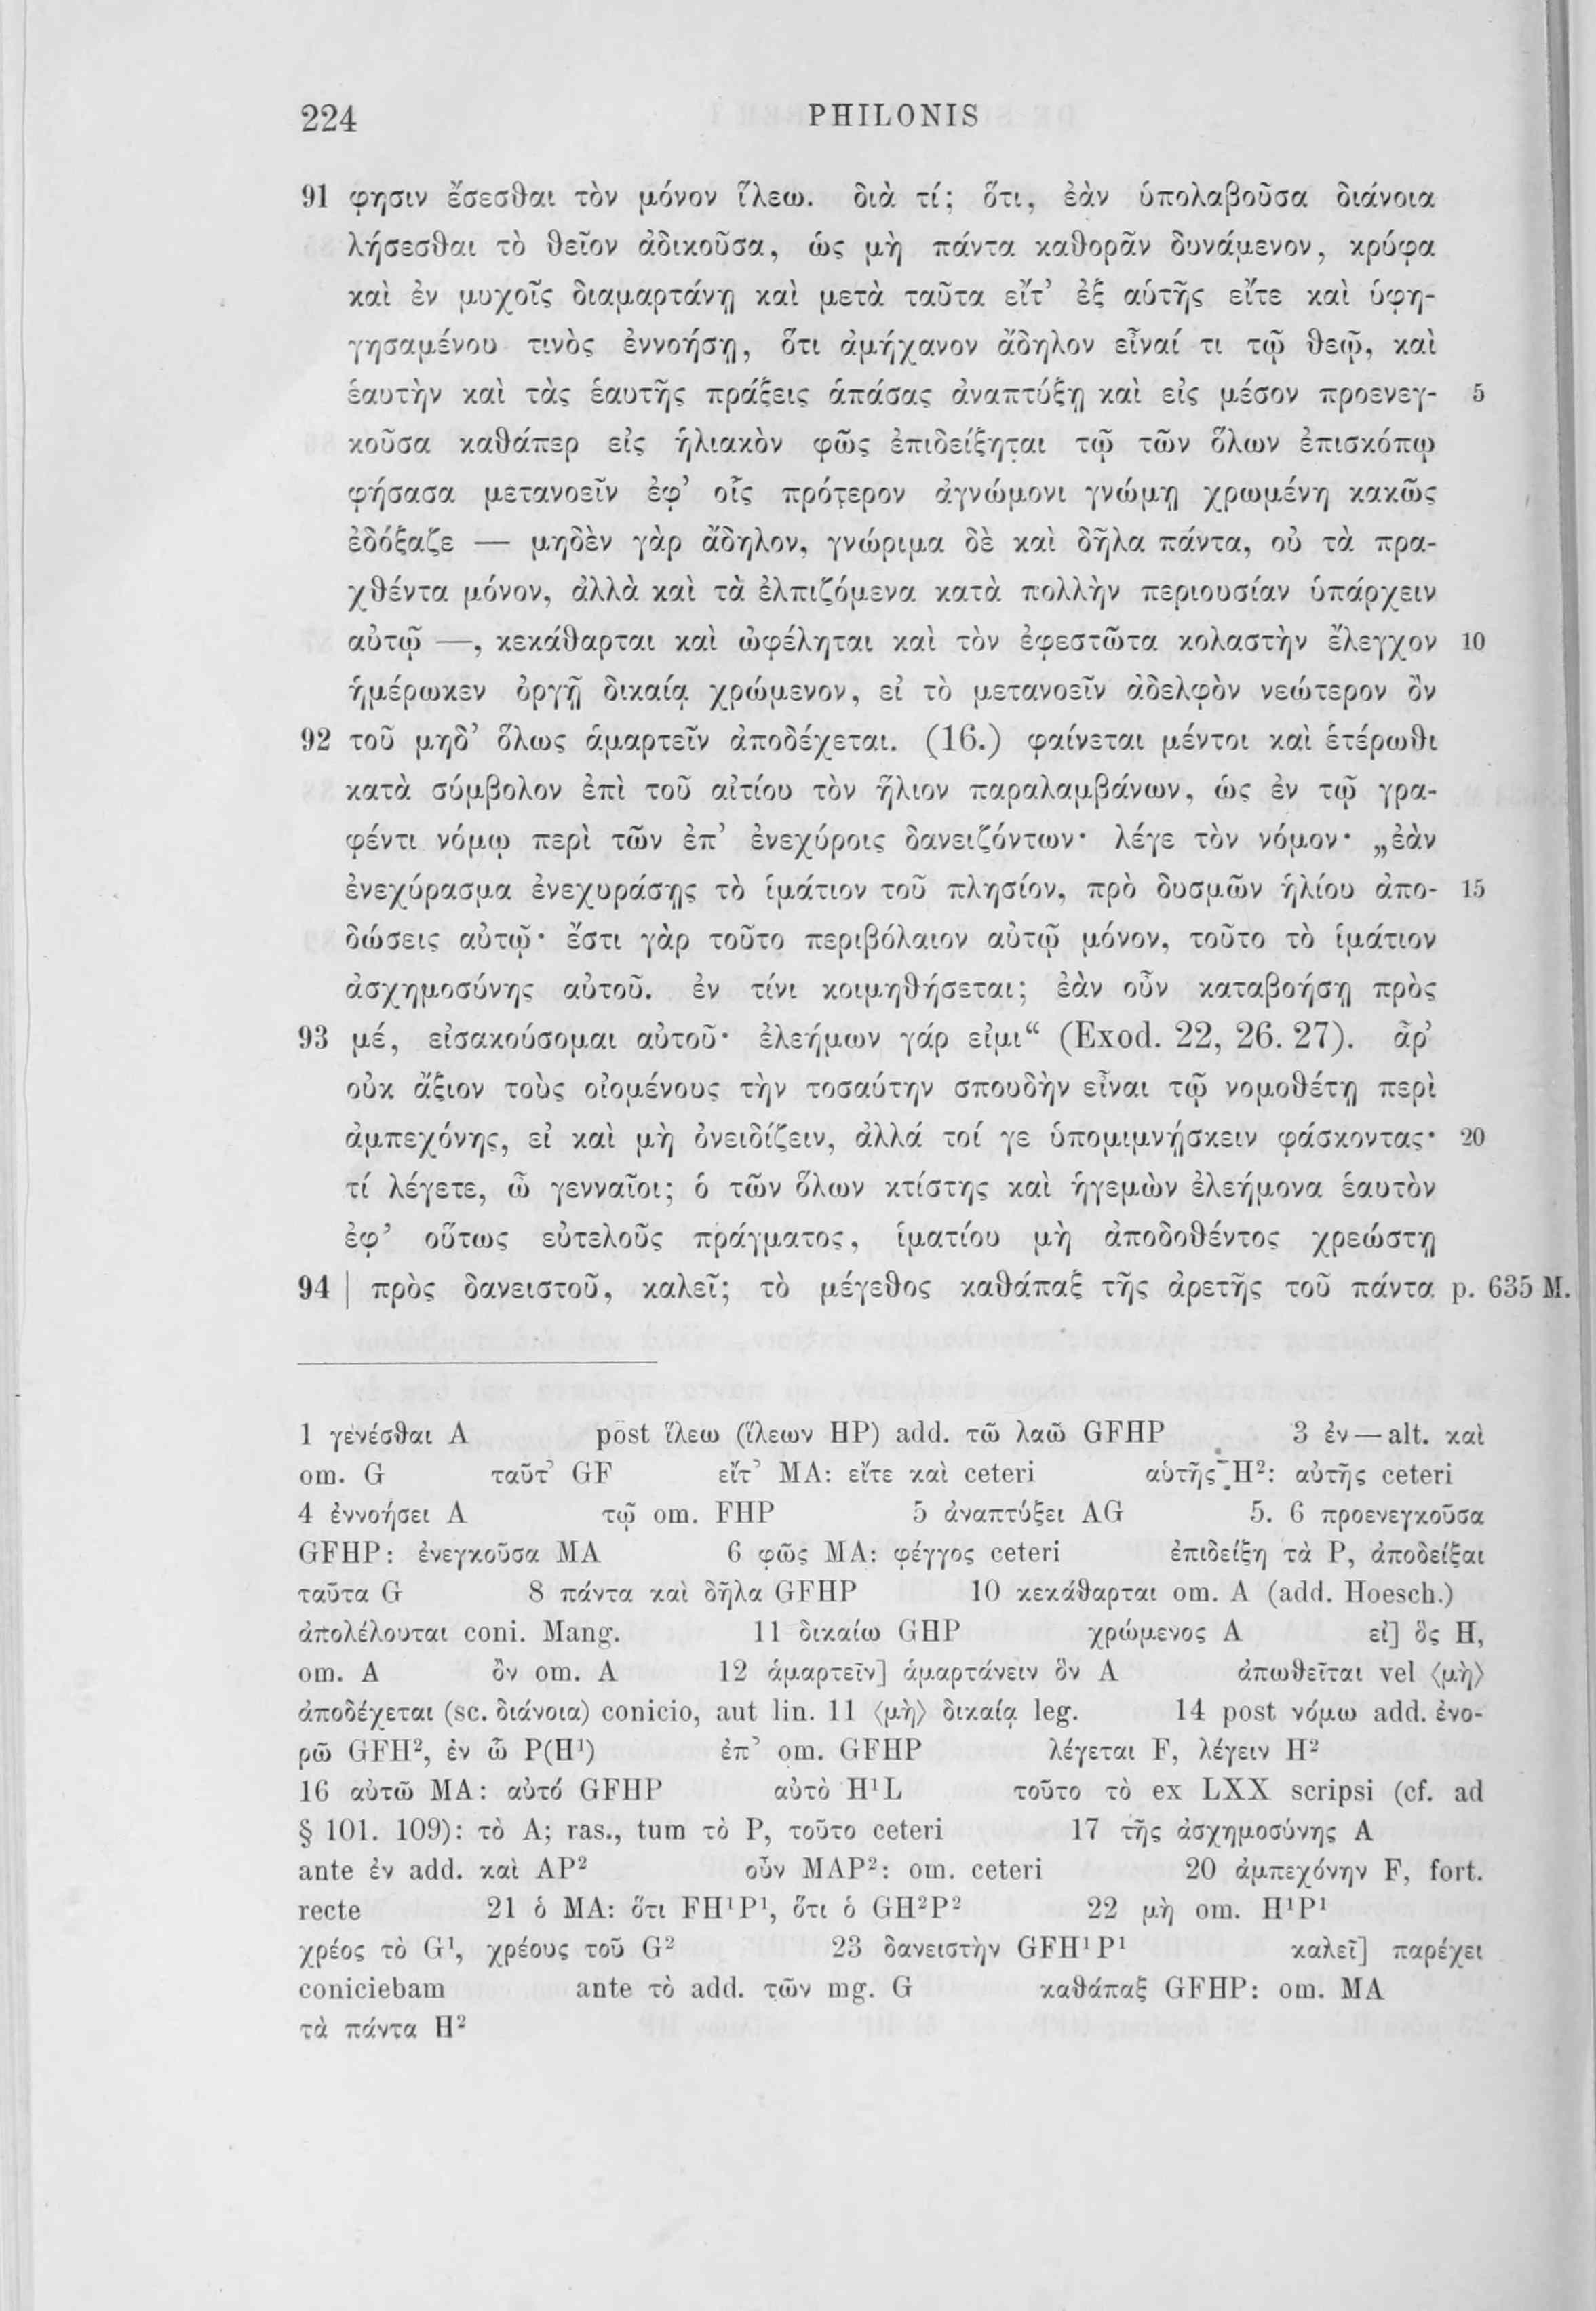 224 PHILONIS
91 φησιν ἔσεσθαι τὸν μόνον ἵλεω. διὰ τί; ὅτι, ἐὰν ὑπολαβοῦσα διάνοια
λήσεσθαι τὸ θεῖον ἀδικοῦσα, ὡς μὴ πάντα καθορᾶν δυνάμενον, κρύφα
καὶ ἐν μυχοῖς διαμαρτάνῃ καὶ μετὰ ταῦτα εἴτ’ ἐξ αὑτῆς εἴτε καὶ ὑφη-
γησαμένου τινὸς ἐννοήσῃ, ὅτι ἀμήχανον ἄδηλον εἶναί τι τῷ θεῷ, καὶ
ἑαυτὴν καὶ τὰς ἑαυτῆς πράξεις ἁπάσας ἀναπτύξῃ καὶ εἰς μέσον προενεγ- 5
κοῦσα καθάπερ εἰς ἡλιακὸν φῶς ἐπιδείξηται τῷ τῶν ὅλων ἐπισκόπῳ
φήσασα μετανοεῖν ἐφ’ οἷς πρότερον ἀγνώμονι γνώμῃ χρωμένη κακῶς
ἐδόξαζε — μηδὲν γὰρ ἄδηλον, γνώριμα δὲ καὶ δῆλα πάντα, οὐ τὰ πρα-
χθέντα μόνον, ἀλλὰ καὶ τὰ ἐλπιζόμενα κατὰ πολλὴν περιουσίαν ὑπάρχειν
αὐτῷ —, κεκάθαρται καὶ ὠφέληται καὶ τὸν ἐφεστῶτα κολαστὴν ἔλεγχον 10
ἡμέρωκεν ὀργῇ δικαίᾳ χρώμενον, εἰ τὸ μετανοεῖν ἀδελφὸν νεώτερον ὂν
92 τοῦ μηδ’ ὅλως ἁμαρτεῖν ἀποδέχεται. (16.) φαίνεται μέντοι καὶ ἑτέρωθι
κατὰ σύμβολον ἐπὶ τοῦ αἰτίου τὸν ἥλιον παραλαμβάνων, ὡς ἐν τῷ γρα-
φέντι νόμῳ περὶ τῶν ἐπ’ ἐνεχύροις δανειζόντων· λέγε τὸν νόμον· „ἐὰν
ἐνεχύρασμα ἐνεχυράσῃς τὸ ἱμάτιον τοῦ πλησίον, πρὸ δυσμῶν ἡλίου ἀπο- 15
δώσεις αὐτῷ· ἔστι γὰρ τοῦτο περιβόλαιον αὐτῷ μόνον, τοῦτο τὸ ἱμάτιον
ἀσχημοσύνης αὐτοῦ. ἐν τίνι κοιμηθήσεται; ἐὰν οὖν καταβοήσῃ πρὸς
93 μέ, εἰσακούσομαι αὐτοῦ· ἐλεήμων γάρ εἰμι“ (Exod. 22, 26. 27). ἆρ’
οὐκ ἄξιον τοὺς οἰομένους τὴν τοσαύτην σπουδὴν εἶναι τῷ νομοθέτῃ περὶ
ἀμπεχόνης, εἰ καὶ μὴ ὀνειδίζειν, ἀλλά τοί γε ὑπομιμνῄσκειν φάσκοντας· 20
τί λέγετε, ὦ γενναῖοι; ὁ τῶν ὅλων κτίστης καὶ ἡγεμὼν ἐλεήμονα ἑαυτὸν
ἐφ’ οὕτως εὐτελοῦς πράγματος, ἱματίου μὴ ἀποδοθέντος χρεώστῃ
94 | πρὸς δανειστοῦ, καλεῖ; τὸ μέγεθος καθάπαξ τῆς ἀρετῆς τοῦ πάντα p. 635 M.
1 γενέσθαι A post ἵλεω (ἵλεων HP) add. τῶ λαῶ GFHP 3 ἐν — alt. καὶ
om. G ταῦτ’ GF εἴτ’ MA: εἴτε καὶ ceteri αὑτῆς H²: αὐτῆς ceteri
4 ἐννοήσει A τῷ om. FHP 5 ἀναπτύξει AG 5. 6 προενεγκοῦσα
GFHP: ἐνεγκοῦσα MA 6 φῶς MA: φέγγος ceteri ἐπιδείξη τὰ P, ἀποδείξαι
ταῦτα G 8 πάντα καὶ δῆλα GFHP 10 κεκάθαρται om. A (add. Hoesch.)
ἀπολέλουται coni. Mang. 11 δικαίω GHP χρώμενος A εἰ] ὃς H,
om. A ὂν om. A 12 ἁμαρτεῖν] ἁμαρτάνειν ὂν A ἀπωθεῖται vel ⟨μὴ⟩
ἀποδέχεται (sc. διάνοια) conicio, aut lin. 11 ⟨μὴ⟩ δικαίᾳ leg. 14 post νόμω add. ἐνο-
ρῶ GFH², ἐν ὧ P(H¹) ἐπ’ om. GFHP λέγεται F, λέγειν H²
16 αὐτῶ MA: αὐτό GFHP αὐτὸ H¹L τοῦτο τὸ ex LXX scripsi (cf. ad
§ 101. 109): τὸ A; ras., tum τὸ P, τοῦτο ceteri 17 τῆς ἀσχημοσύνης A
ante ἐν add. καὶ AP² οὖν MAP²: om. ceteri 20 ἀμπεχόνην F, fort.
recte 21 ὁ MA: ὅτι FH¹P¹, ὅτι ὁ GH²P² 22 μὴ om. H¹P¹
χρέος τὸ G¹, χρέους τοῦ G² 23 δανειστὴν GFH¹P¹ καλεῖ] παρέχει
coniciebam ante τὸ add. τῶν mg. G καθάπαξ GFHP: om. MA
τὰ πάντα H²